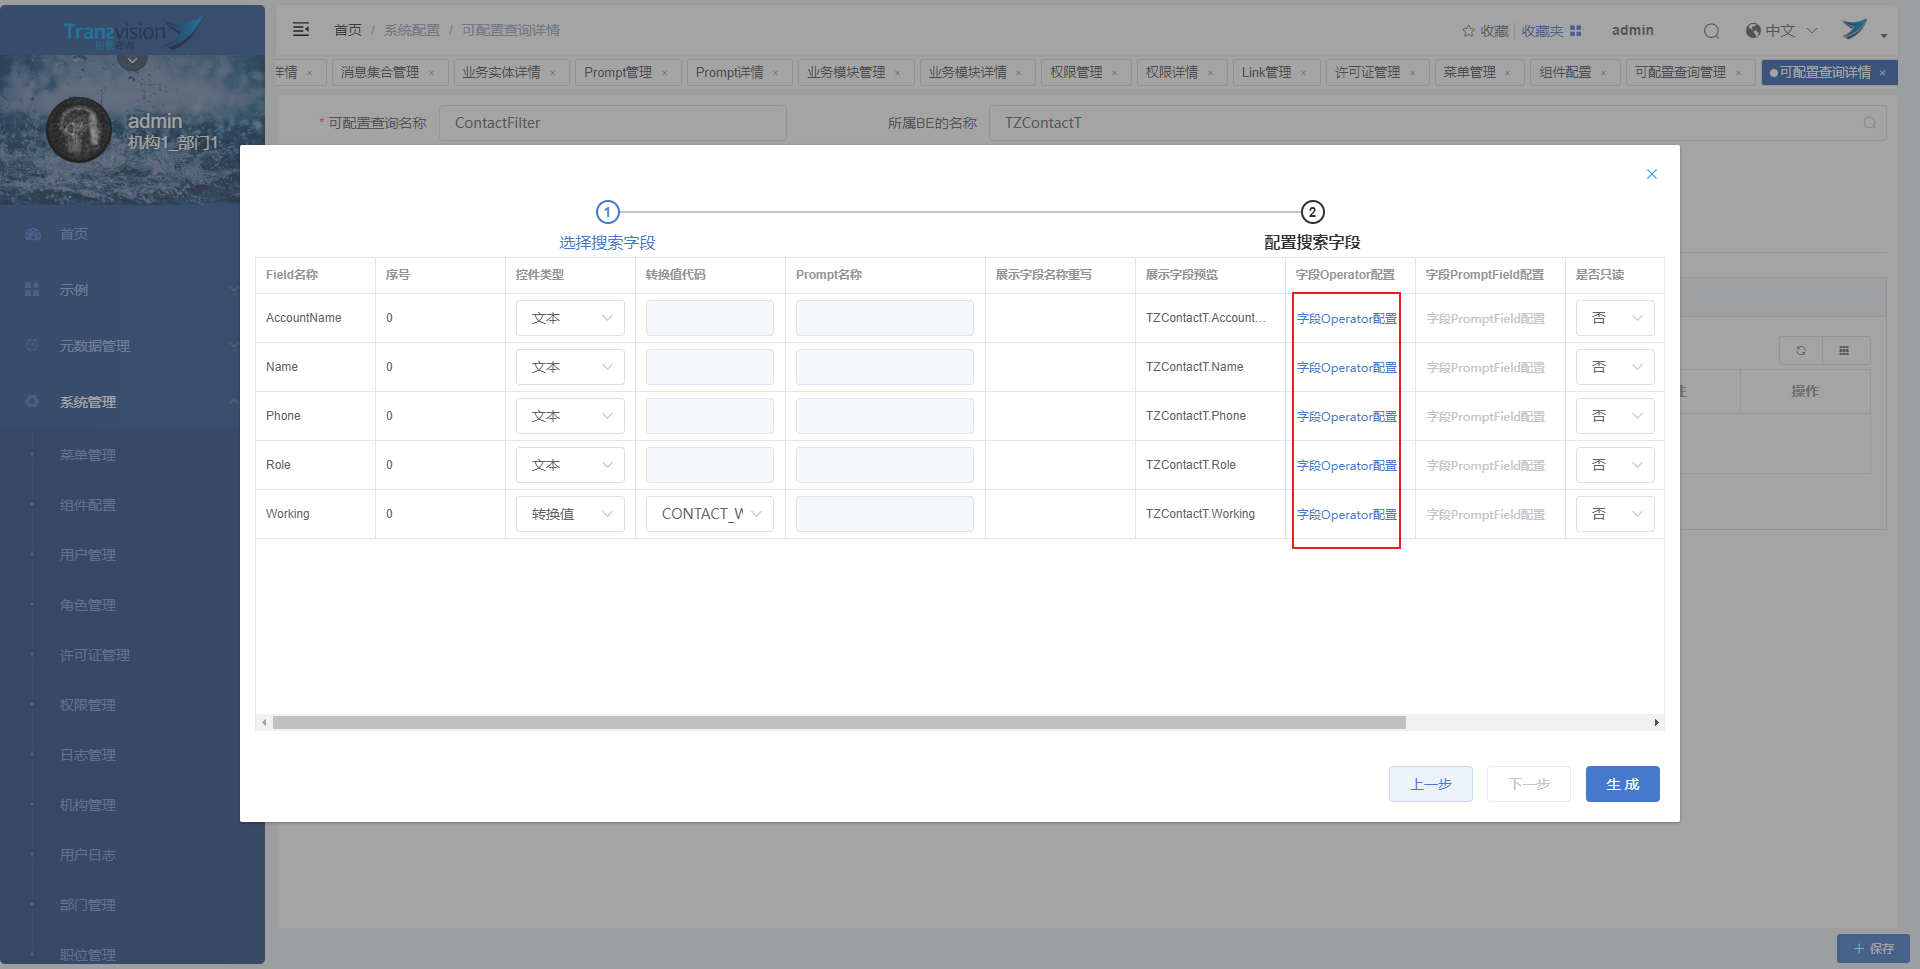 Tranzvision
创景咨询
首页 / 系统配置 / 可配置查询详情
收藏 收藏夹 admin 中文
详情 × 消息集合管理 × 业务实体详情 × Prompt管理 × Prompt详情 × 业务模块管理 × 业务模块详情 × 权限管理 × 权限详情 × Link管理 × 许可证管理 × 菜单管理 × 组件配置 × 可配置查询管理 × 可配置查询详情 ×
admin
机构1_部门1
* 可配置查询名称 ContactFilter 所属BE的名称 TZContactT
首页
示例
元数据管理
系统管理
菜单管理
组件配置
用户管理
角色管理
许可证管理
权限管理
日志管理
机构管理
用户日志
部门管理
职位管理
1 2
选择搜索字段 配置搜索字段
Field名称 序号 控件类型 转换值代码 Prompt名称 展示字段名称重写 展示字段预览 字段Operator配置 字段PromptField配置 是否只读
AccountName 0 文本 TZContactT.Account... 字段Operator配置 字段PromptField配置 否
Name 0 文本 TZContactT.Name 字段Operator配置 字段PromptField配置 否
Phone 0 文本 TZContactT.Phone 字段Operator配置 字段PromptField配置 否
Role 0 文本 TZContactT.Role 字段Operator配置 字段PromptField配置 否
Working 0 转换值 CONTACT_W TZContactT.Working 字段Operator配置 字段PromptField配置 否
上一步 下一步 生成
操作
保存